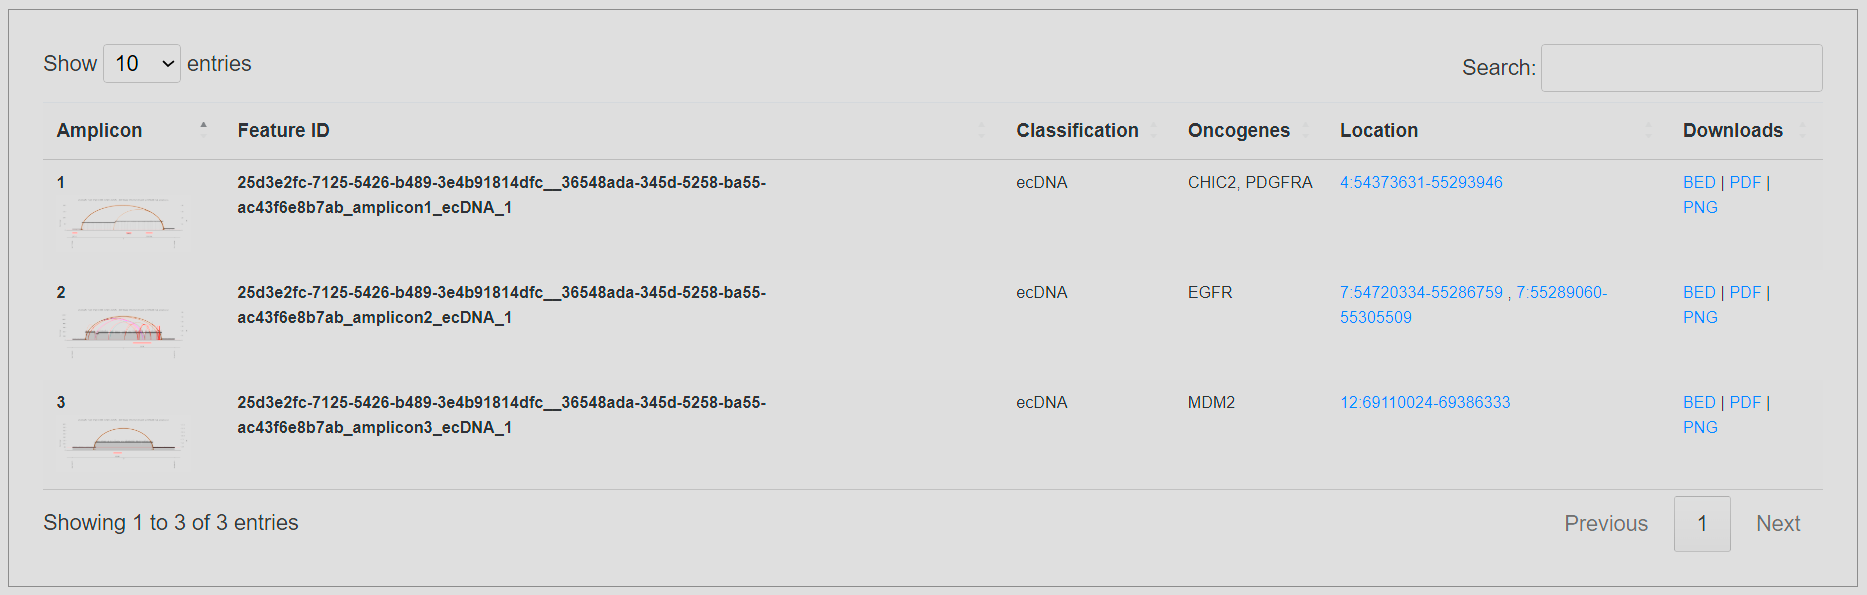 Show 10 entries
Search:
Amplicon Feature ID Classification Oncogenes Location Downloads
1 25d3e2fc-7125-5426-b489-3e4b91814dfc__36548ada-345d-5258-ba55- ecDNA CHIC2, PDGFRA 4:54373631-55293946 BED | PDF |
ac43f6e8b7ab_amplicon1_ecDNA_1 PNG
2 25d3e2fc-7125-5426-b489-3e4b91814dfc__36548ada-345d-5258-ba55- ecDNA EGFR 7:54720334-55286759 , 7:55289060- BED | PDF |
ac43f6e8b7ab_amplicon2_ecDNA_1 55305509 PNG
3 25d3e2fc-7125-5426-b489-3e4b91814dfc__36548ada-345d-5258-ba55- ecDNA MDM2 12:69110024-69386333 BED | PDF |
ac43f6e8b7ab_amplicon3_ecDNA_1 PNG
Showing 1 to 3 of 3 entries
Previous 1 Next